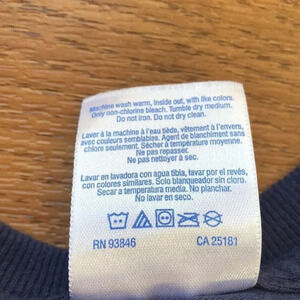 Machine wash warm, inside out, with like colors.
Only non-chlorine bleach. Tumble dry medium.
Do not iron. Do not dry clean.
Laver à la machine à l'eau tiède, vêtement à l'envers,
avec couleurs semblables. Agent de blanchiment sans
chlorure seulement. Sécher à température moyenne.
Ne pas repasser.
Ne pas nettoyer à sec.
Lavar en lavadora con agua tibia, lavar por el revés,
con colores similares. Solo blanqueador sin cloro.
Secar a temperatura media. No planchar.
No lavar en seco.
RN 93846 CA 25181